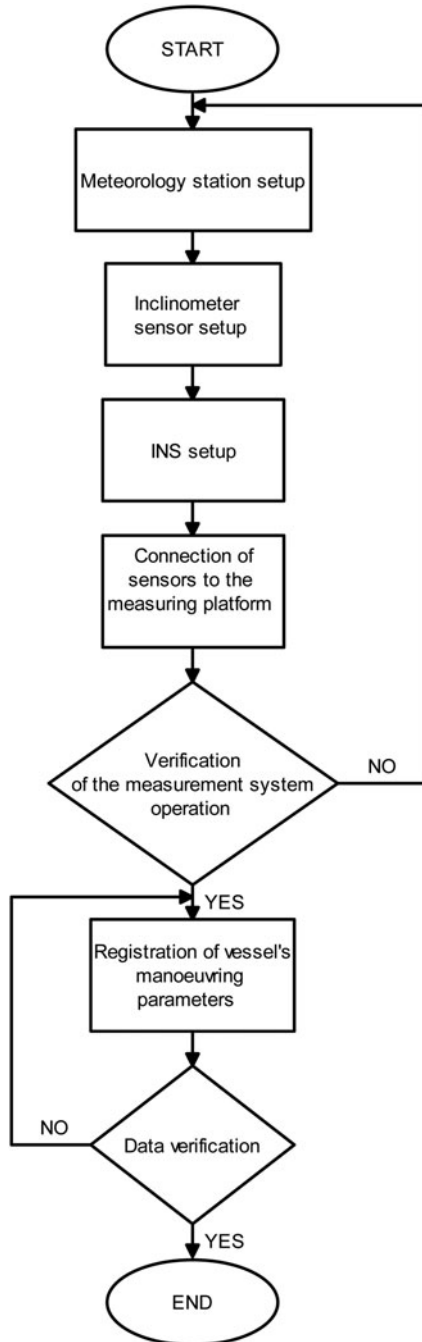 START
Meteorology station setup
Inclinometer
sensor setup
INS setup
Connection of
sensors to the
measuring platform
Verification
of the measurement system
operation
NO
YES
Registration of vessel's
manoeuvring
parameters
NO
Data verification
YES
END